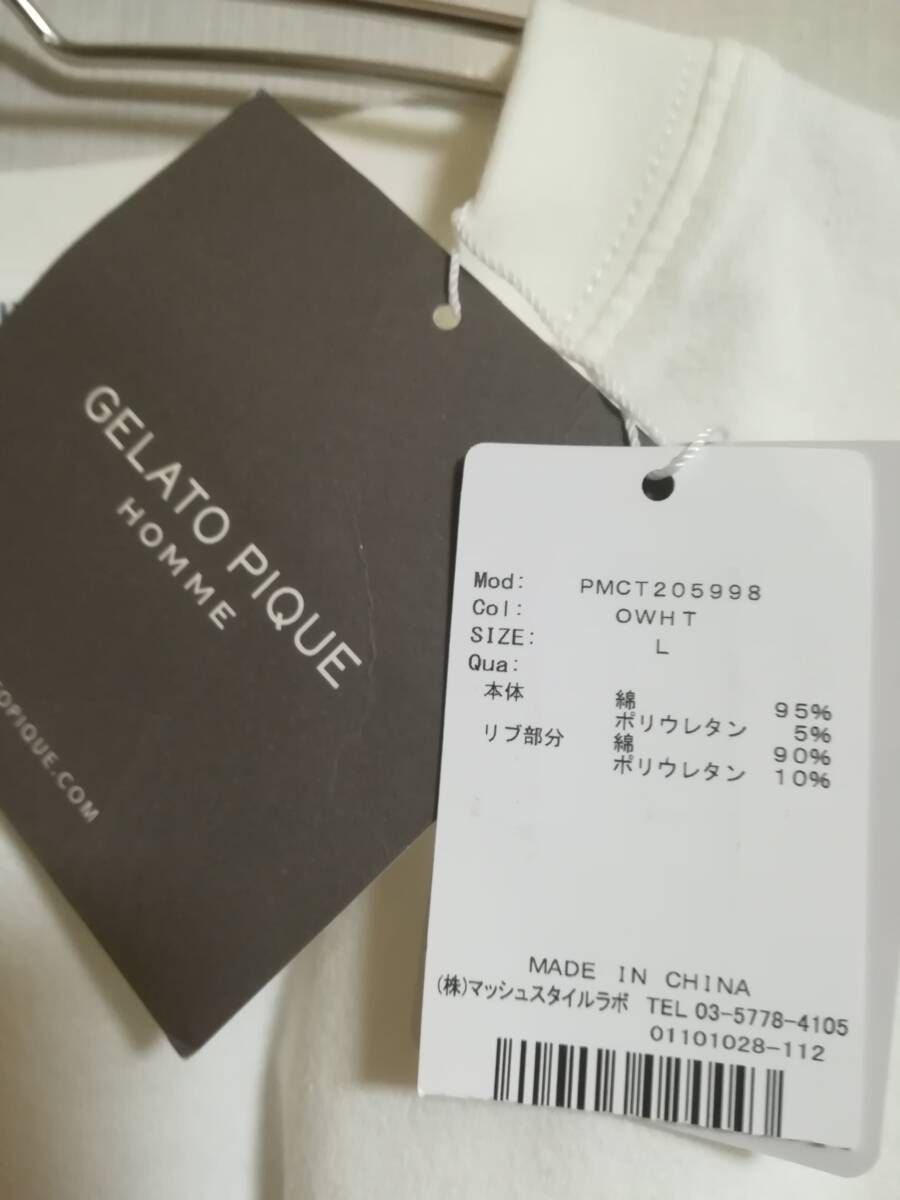 GELATO PIQUE
HOMME
OPIQUE.COM
Mod: PMCT205998
Col: OWHT
SIZE: L
Qua:
本体 綿 95%
ポリウレタン 5%
リブ部分 綿 90%
ポリウレタン 10%
MADE IN CHINA
(株)マッシュスタイルラボ TEL 03-5778-4105
01101028-112